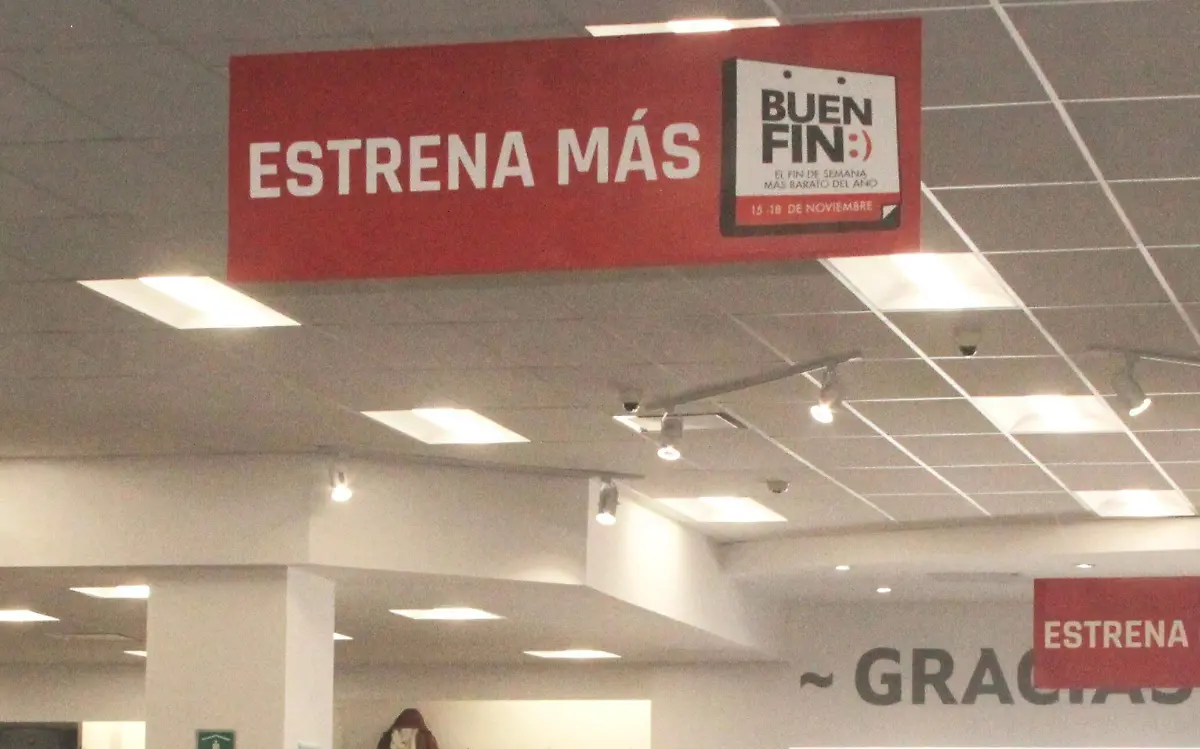 ESTRENA MÁS
BUEN
FIN:)
EL FIN DE SEMANA
MÁS BARATO DEL AÑO
15-18 DE NOVIEMBRE
ESTRENA
~ GRACIAS